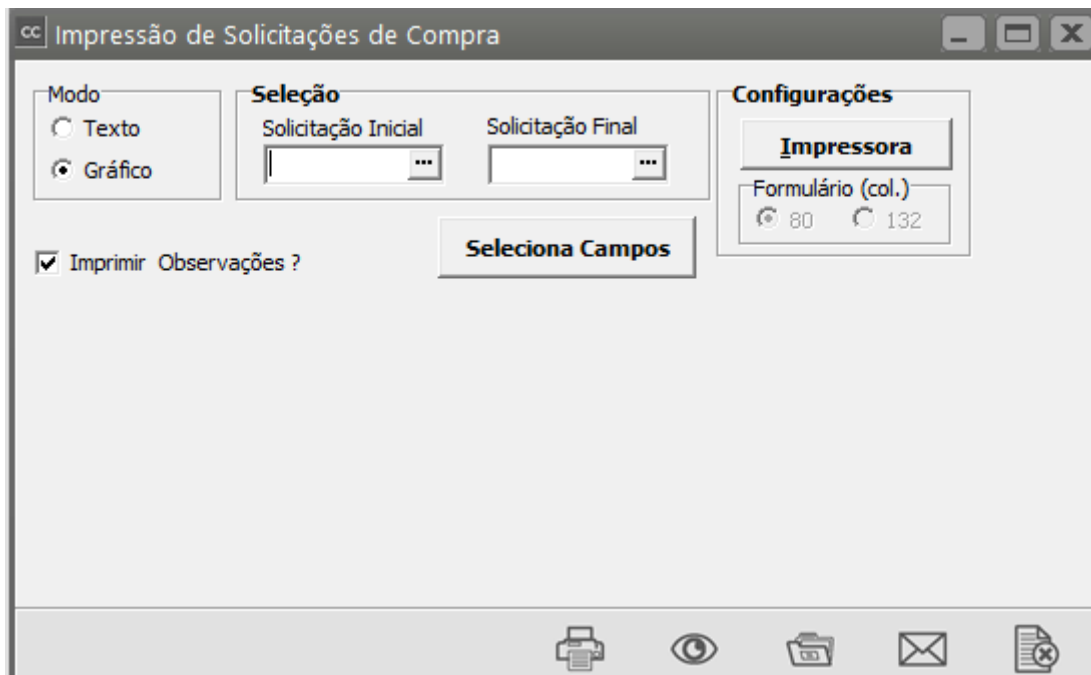 cc Impressão de Solicitações de Compra
Modo
Texto
Gráfico
Seleção
Solicitação Inicial
Solicitação Final
...
...
Configurações
Impressora
Formulário (col.)
80 132
Imprimir Observações ?
Seleciona Campos